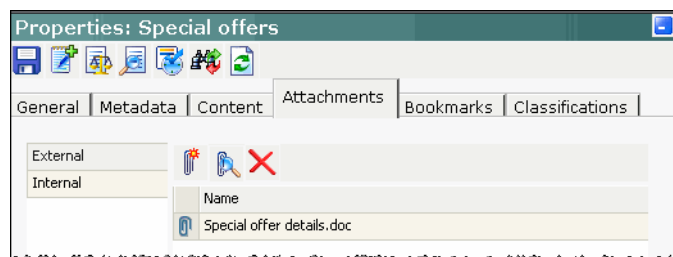 Properties: Special offers
General Metadata Content Attachments Bookmarks Classifications
External
Internal
Name
Special offer details.doc